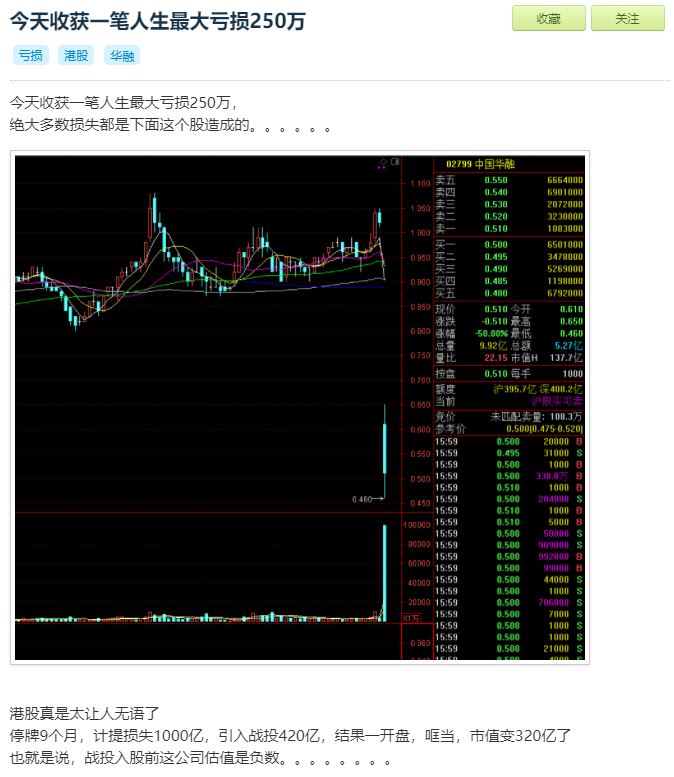 今天收获一笔人生最大亏损250万
收藏
关注
亏损 港股 华融
今天收获一笔人生最大亏损250万，
绝大多数损失都是下面这个股造成的。。。。。。
02799 中国华融
卖五 0.550 6664000
卖四 0.540 6901000
卖三 0.530 2072000
卖二 0.520 3230000
卖一 0.510 1083000
买一 0.500 6501000
买二 0.495 3478000
买三 0.490 5269000
买四 0.485 1198000
买五 0.480 6792000
现价 0.510 今开 0.610
涨跌 -0.510 最高 0.650
涨幅 -50.00% 最低 0.460
总量 9.92亿 总额 5.27亿
量比 22.15 市值H 137.7亿
按盘 0.510 每手 1000
额度 沪395.7亿 深408.2亿
当前 沪限买可卖
竞价 未匹配卖量: 108.3万
参考价 0.500(0.475-0.520)
15:59 0.500 20000 B
15:59 0.495 31000 S
15:59 0.500 1000 B
15:59 0.500 330.0万 B
15:59 0.510 1000 B
15:59 0.500 204000 S
15:59 0.510 1000 B
15:59 0.510 5000 B
15:59 0.500 50000 S
15:59 0.500 909000 S
15:59 0.500 992000 B
15:59 0.500 99000 B
15:59 0.500 44000 S
15:59 0.500 1000 S
15:59 0.500 706000 S
15:59 0.500 7000 S
15:59 0.500 1000 S
15:59 0.500 1000 S
15:59 0.500 21000 S
1.100
1.050
1.000
0.950
0.900
0.850
0.800
0.750
0.700
0.650
0.600
0.550
0.500
0.450
0.460
100000
80000
60000
40000
20000
X1万
0.060
港股真是太让人无语了
停牌9个月，计提损失1000亿，引入战投420亿，结果一开盘，哐当，市值变320亿了
也就是说，战投入股前这公司估值是负数。。。。。。。。